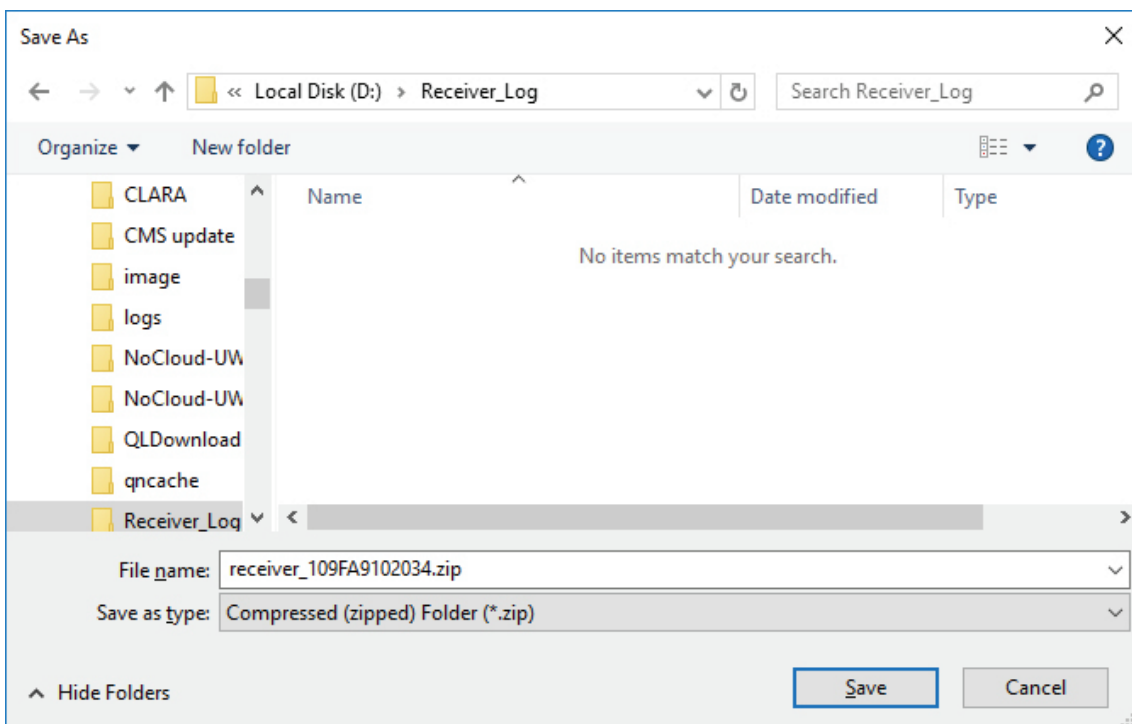 Save As
« Local Disk (D:) › Receiver_Log
Search Receiver_Log
Organize
New folder
Name
Date modified
Type
No items match your search.
CLARA
CMS update
image
logs
NoCloud-UW
NoCloud-UW
QLDownload
qncache
Receiver_Log
File name: receiver_109FA9102034.zip
Save as type: Compressed (zipped) Folder (*.zip)
Hide Folders
Save
Cancel